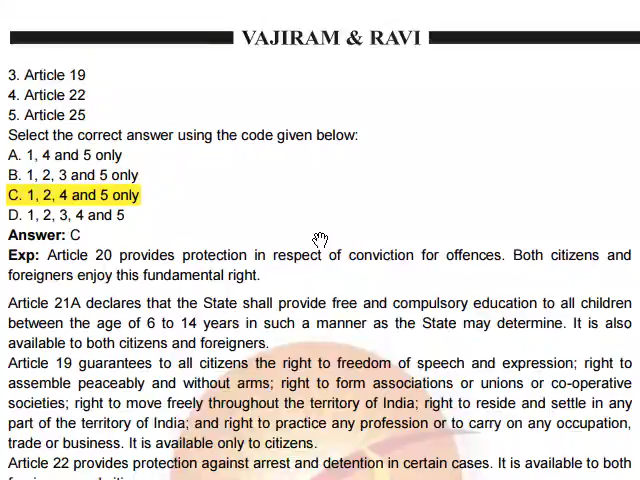 VAJIRAM & RAVI
3. Article 19
4. Article 22
5. Article 25
Select the correct answer using the code given below:
A. 1, 4 and 5 only
B. 1, 2, 3 and 5 only
C. 1, 2, 4 and 5 only
D. 1, 2, 3, 4 and 5
Answer: C
Exp: Article 20 provides protection in respect of conviction for offences. Both citizens and
foreigners enjoy this fundamental right.
Article 21A declares that the State shall provide free and compulsory education to all children
between the age of 6 to 14 years in such a manner as the State may determine. It is also
available to both citizens and foreigners.
Article 19 guarantees to all citizens the right to freedom of speech and expression; right to
assemble peaceably and without arms; right to form associations or unions or co-operative
societies; right to move freely throughout the territory of India; right to reside and settle in any
part of the territory of India; and right to practice any profession or to carry on any occupation,
trade or business. It is available only to citizens.
Article 22 provides protection against arrest and detention in certain cases. It is available to both